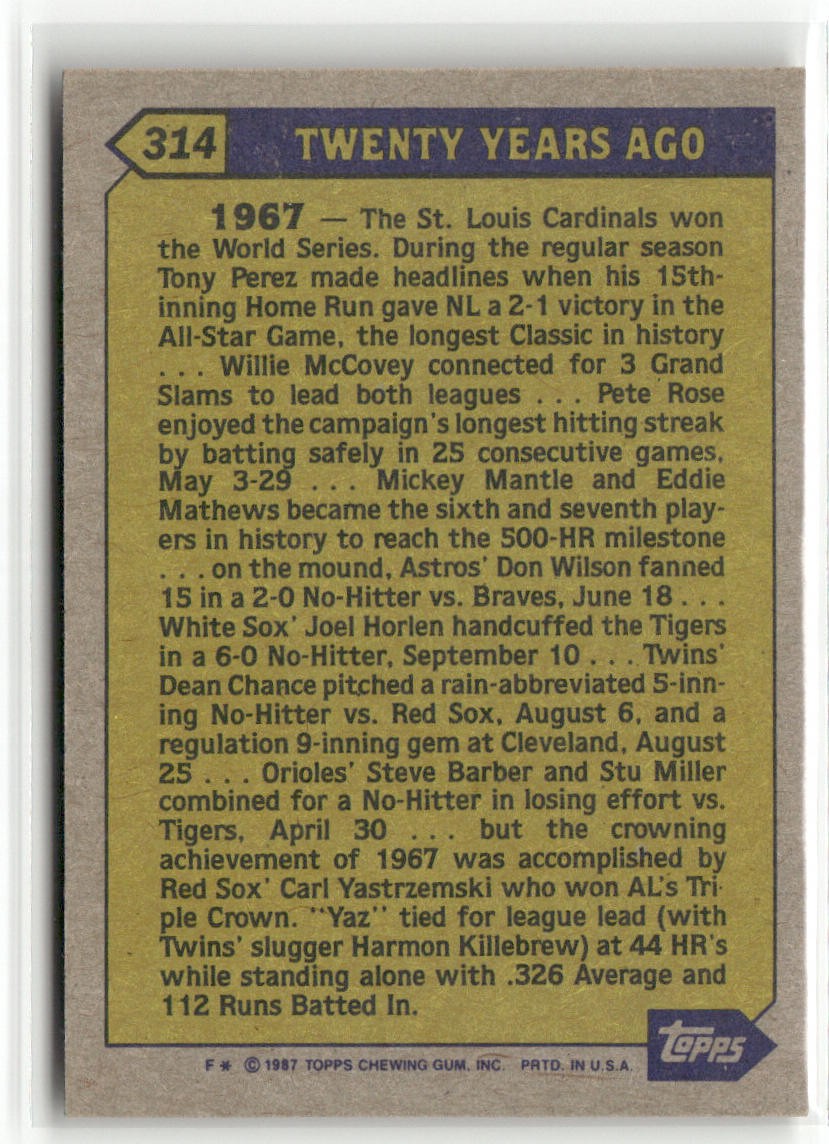 314 TWENTY YEARS AGO
1967 — The St. Louis Cardinals won
the World Series. During the regular season
Tony Perez made headlines when his 15th-
inning Home Run gave NL a 2-1 victory in the
All-Star Game, the longest Classic in history
. . . Willie McCovey connected for 3 Grand
Slams to lead both leagues . . . Pete Rose
enjoyed the campaign's longest hitting streak
by batting safely in 25 consecutive games,
May 3-29 . . . Mickey Mantle and Eddie
Mathews became the sixth and seventh play-
ers in history to reach the 500-HR milestone
. . . on the mound, Astros' Don Wilson fanned
15 in a 2-0 No-Hitter vs. Braves, June 18 . . .
White Sox' Joel Horlen handcuffed the Tigers
in a 6-0 No-Hitter, September 10 . . . Twins'
Dean Chance pitched a rain-abbreviated 5-inn-
ing No-Hitter vs. Red Sox, August 6, and a
regulation 9-inning gem at Cleveland, August
25 . . . Orioles' Steve Barber and Stu Miller
combined for a No-Hitter in losing effort vs.
Tigers, April 30 . . . but the crowning
achievement of 1967 was accomplished by
Red Sox' Carl Yastrzemski who won AL's Tri-
ple Crown. "Yaz" tied for league lead (with
Twins' slugger Harmon Killebrew) at 44 HR's
while standing alone with .326 Average and
112 Runs Batted In.
topps
F * © 1987 TOPPS CHEWING GUM, INC. PRTD. IN U.S.A.